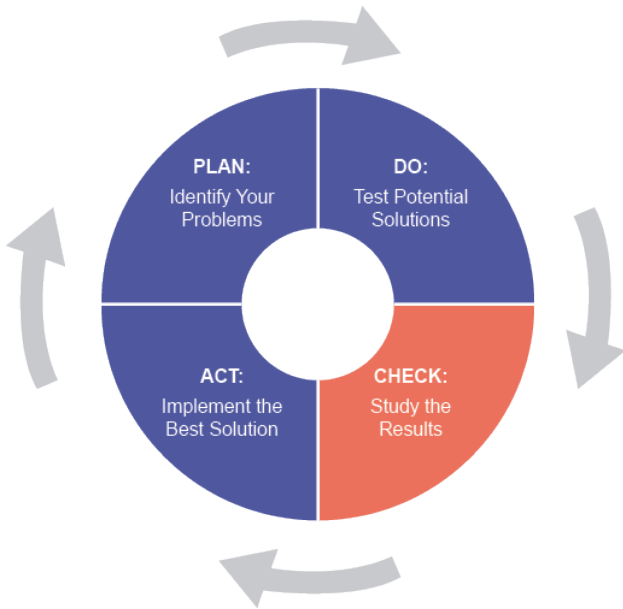 PLAN:
Identify Your
Problems
DO:
Test Potential
Solutions
ACT:
Implement the
Best Solution
CHECK:
Study the
Results